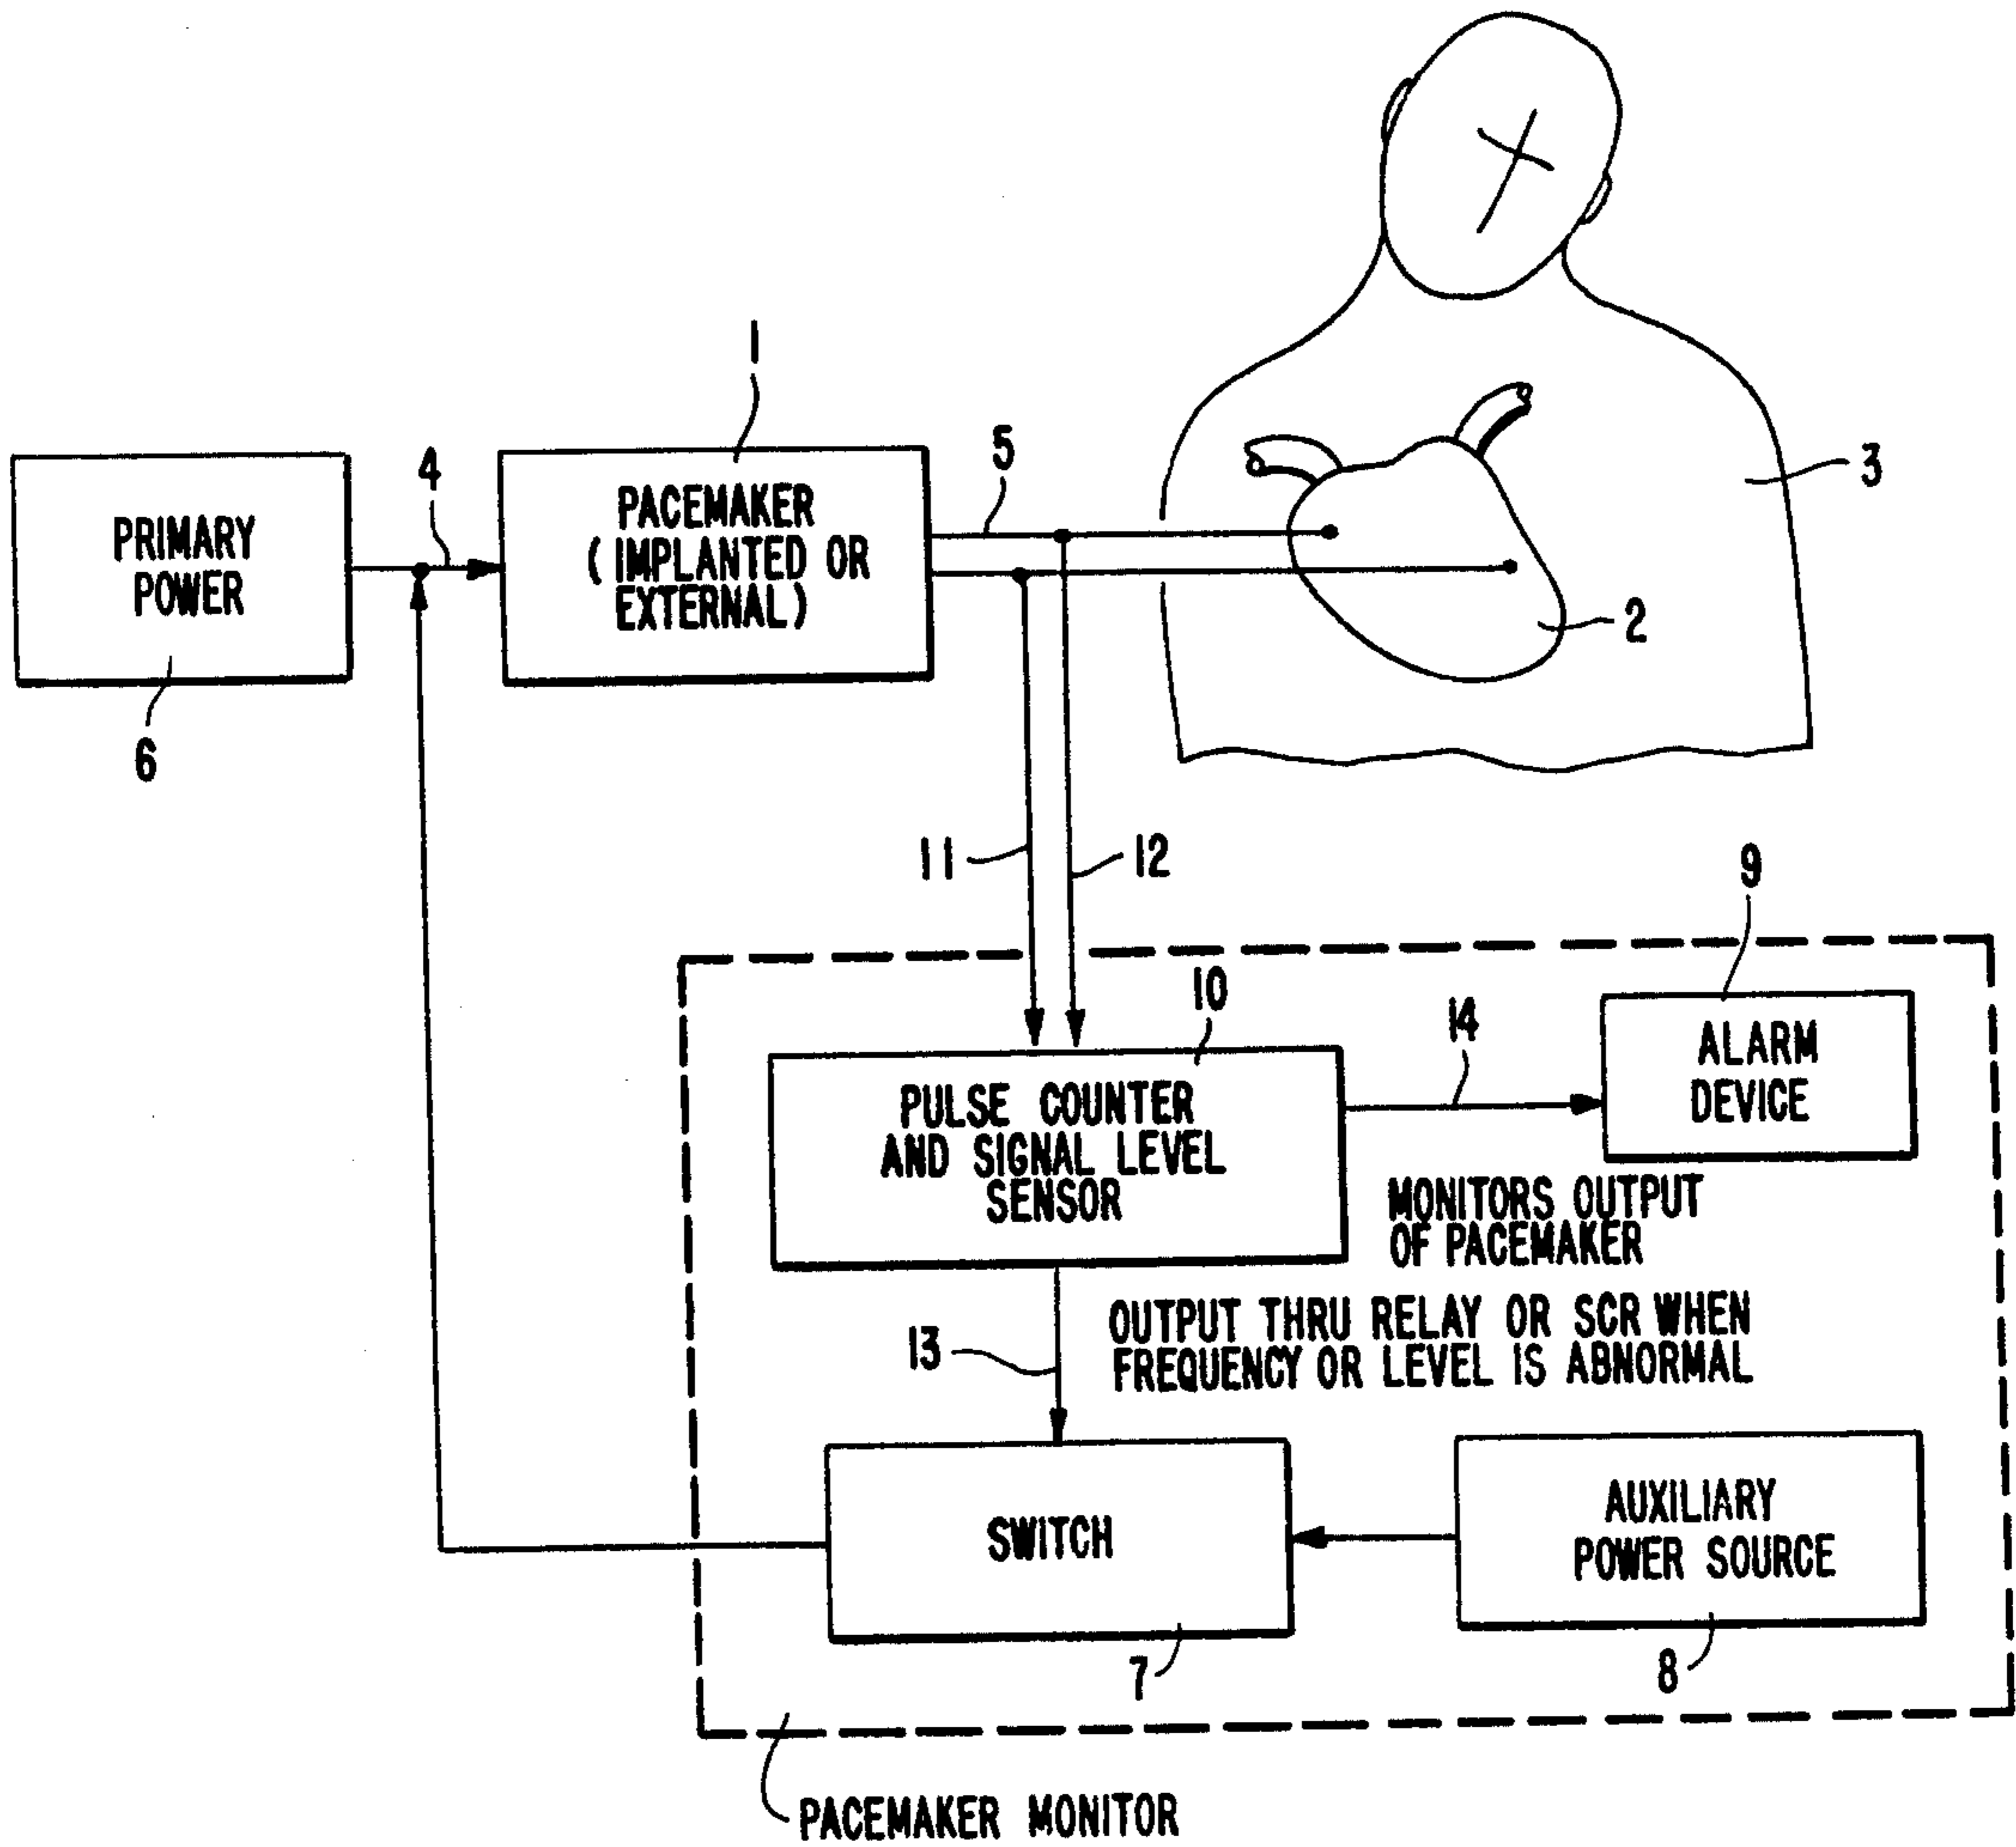 1
5
4
3
PRIMARY
POWER
PACEMAKER
( IMPLANTED OR
EXTERNAL)
2
6
11
12
9
10
14
ALARM
DEVICE
PULSE COUNTER
AND SIGNAL LEVEL
SENSOR
MONITORS OUTPUT
OF PACEMAKER
13
OUTPUT THRU RELAY OR SCR WHEN
FREQUENCY OR LEVEL IS ABNORMAL
SWITCH
AUXILIARY
POWER SOURCE
7
8
PACEMAKER MONITOR